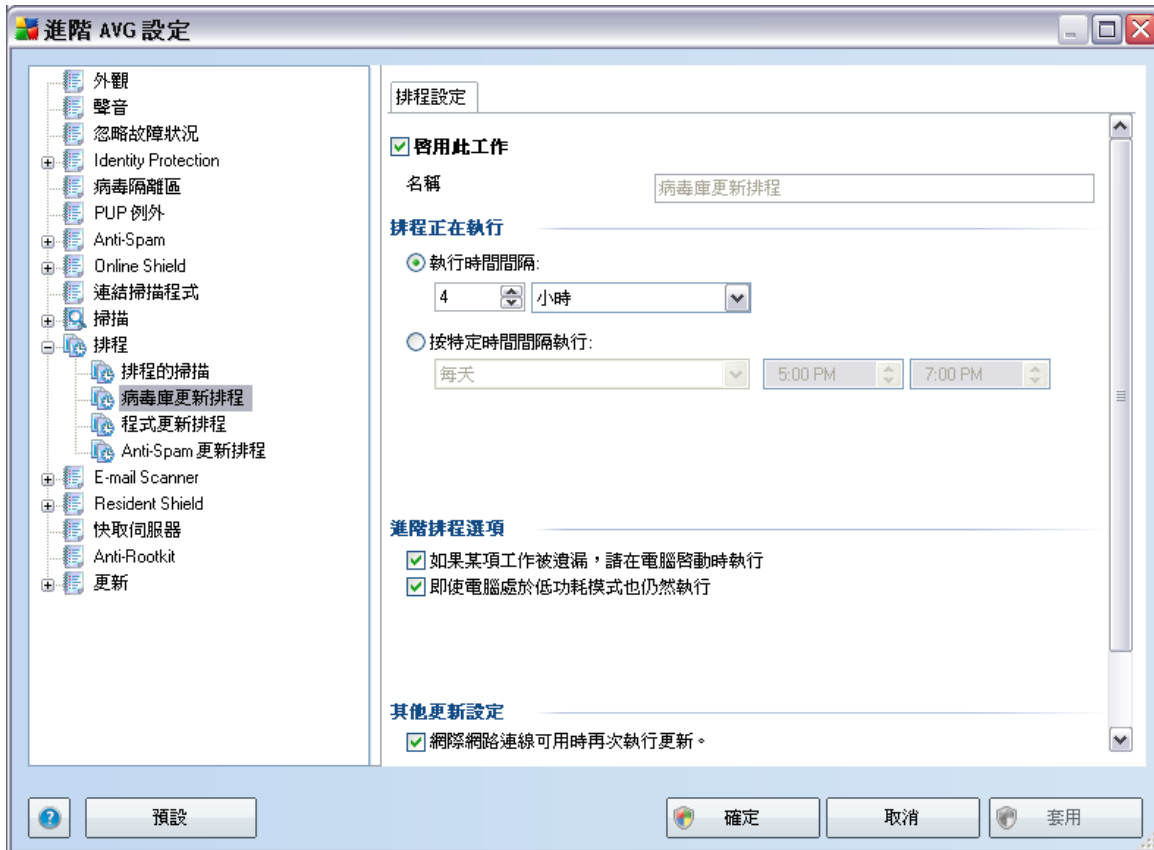 進階 AVG 設定
外觀
聲音
忽略故障狀況
Identity Protection
病毒隔離區
PUP 例外
Anti-Spam
Online Shield
連結掃描程式
掃描
排程
排程的掃描
病毒庫更新排程
程式更新排程
Anti-Spam 更新排程
E-mail Scanner
Resident Shield
快取伺服器
Anti-Rootkit
更新
排程設定
啓用此工作
名稱
病毒庫更新排程
排程正在執行
執行時間間隔:
4 小時
按特定時間間隔執行:
每天 5:00 PM 7:00 PM
進階排程選項
如果某項工作被遺漏，請在電腦啓動時執行
即使電腦處於低功耗模式也仍然執行
其他更新設定
網際網路連線可用時再次執行更新。
? 預設 確定 取消 套用